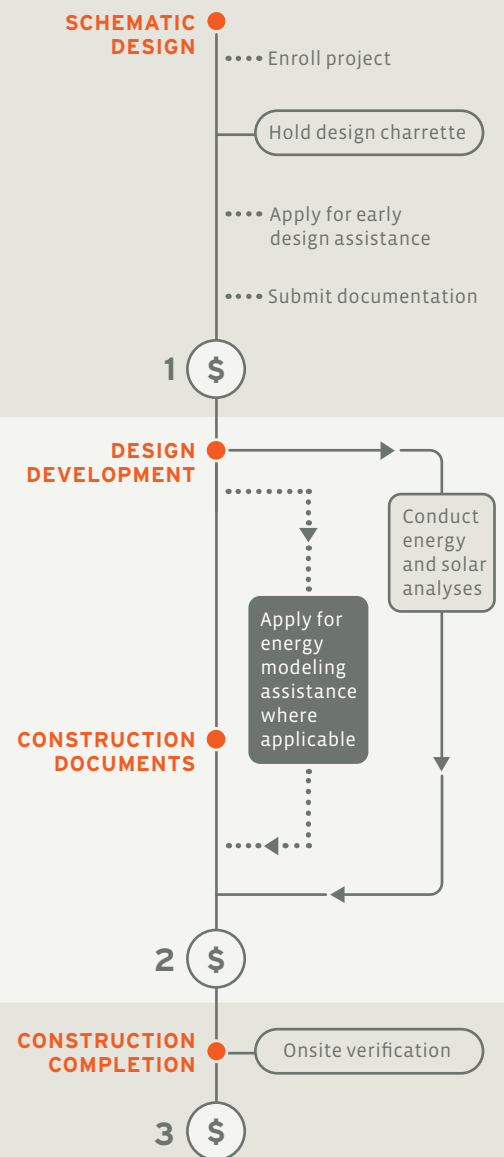 SCHEMATIC
DESIGN
Enroll project
Hold design charrette
Apply for early
design assistance
Submit documentation
1 $
DESIGN
DEVELOPMENT
Conduct
energy
and solar
analyses
Apply for
energy
modeling
assistance
where
applicable
CONSTRUCTION
DOCUMENTS
2 $
CONSTRUCTION
COMPLETION
Onsite verification
3 $